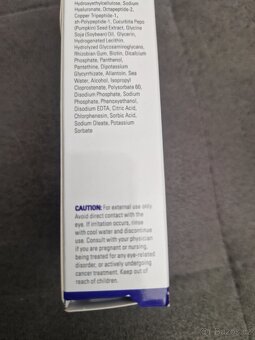 Hydroxyethylcellulose, Sodium
Hyaluronate, Octapeptide-2,
Copper Tripeptide-1,
sh-Polypeptide-1, Cucurbita Pepo
(Pumpkin) Seed Extract, Glycine
Soja (Soybean) Oil, Glycerin,
Hydrogenated Lecithin,
Hydrolyzed Glycosaminoglycans,
Rhizobian Gum, Biotin, Dicalcium
Phosphate, Panthenol,
Pantethine, Dipotassium
Glycyrrhizate, Allantoin, Sea
Water, Alcohol, Isopropyl
Cloprostenate, Polysorbate 80,
Disodium Phosphate, Phenoxyethanol,
Disodium EDTA, Citric Acid,
Chlorphenesin, Sorbic Acid,
Sodium Oleate, Potassium
Sorbate
CAUTION: For external use only.
Avoid direct contact with the
eye. If irritation occurs, rinse
with cool water and discontinue
use. Consult with your physician
if you are pregnant or nursing,
being treated for any eye-related
disorder, or actively undergoing
cancer treatment. Keep out of
reach of children.